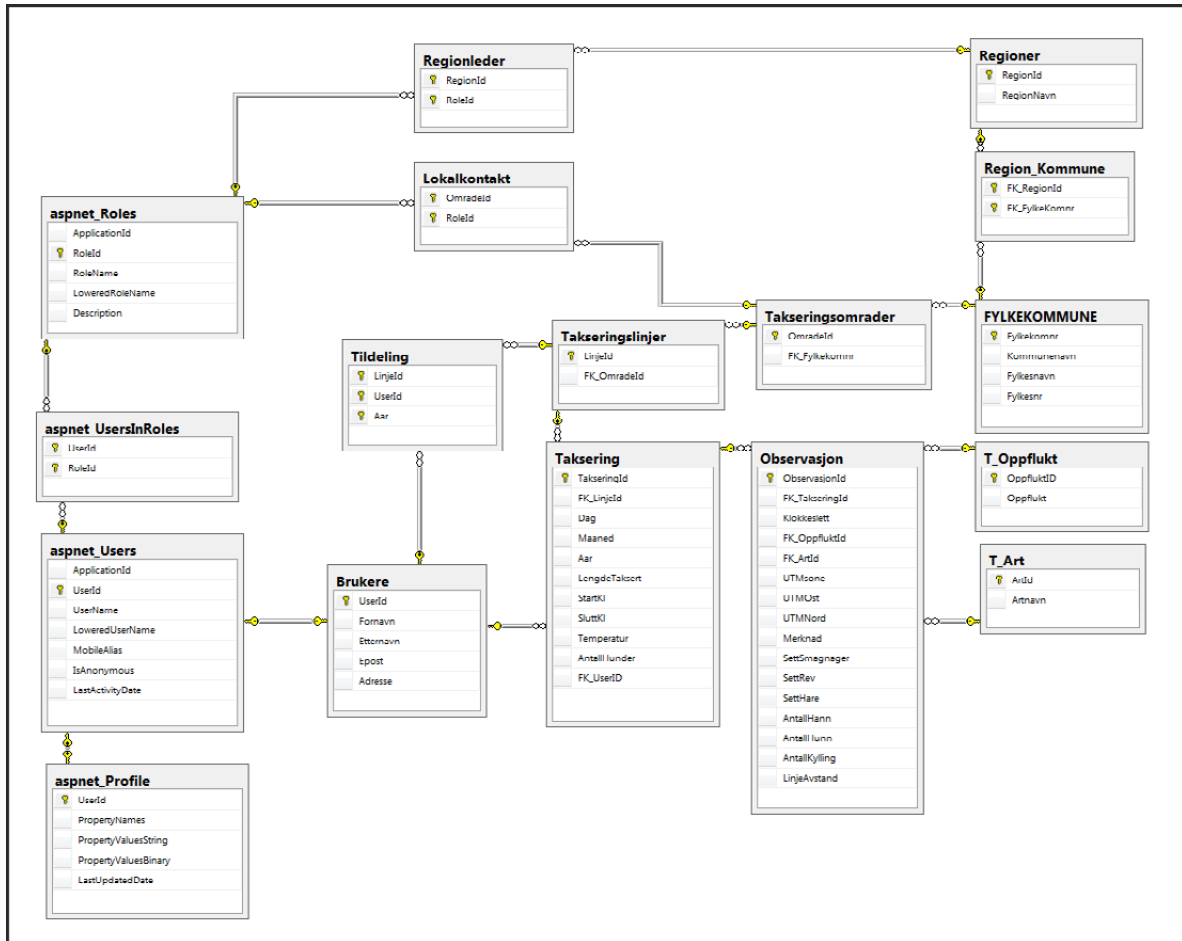 Regionleder
RegionId
RoleId
Regioner
RegionId
RegionNavn
Lokalkontakt
OmradeId
RoleId
Region_Kommune
FK_RegionId
FK_FylkeKomnr
aspnet_Roles
ApplicationId
RoleId
RoleName
LoweredRoleName
Description
Takseringsomrader
OmradeId
FK_Fylkekomnr
FYLKEKOMMUNE
Fylkekomnr
Kommunenavn
Fylkesnavn
Fylkesnr
Takseringslinjer
LinjeId
FK_OmradeId
Tildeling
LinjeId
UserId
Aar
aspnet_UsersInRoles
UserId
RoleId
Taksering
TakseringId
FK_LinjeId
Dag
Maaned
Aar
LengdeTaksert
StartKl
SluttKl
Temperatur
AntallHunder
FK_UserID
Observasjon
ObservasjonId
FK_TakseringId
Klokkeslett
FK_OppfluktId
FK_ArtId
UTMsone
UTMOst
UTMNord
Merknad
SettSmagnager
SettRev
SettHare
AntallHann
AntallHunn
AntallKylling
LinjeAvstand
T_Oppflukt
OppfluktID
Oppflukt
T_Art
ArtId
Artnavn
aspnet_Users
ApplicationId
UserId
UserName
LoweredUserName
MobileAlias
IsAnonymous
LastActivityDate
Brukere
UserId
Fornavn
Etternavn
Epost
Adresse
aspnet_Profile
UserId
PropertyNames
PropertyValuesString
PropertyValuesBinary
LastUpdatedDate